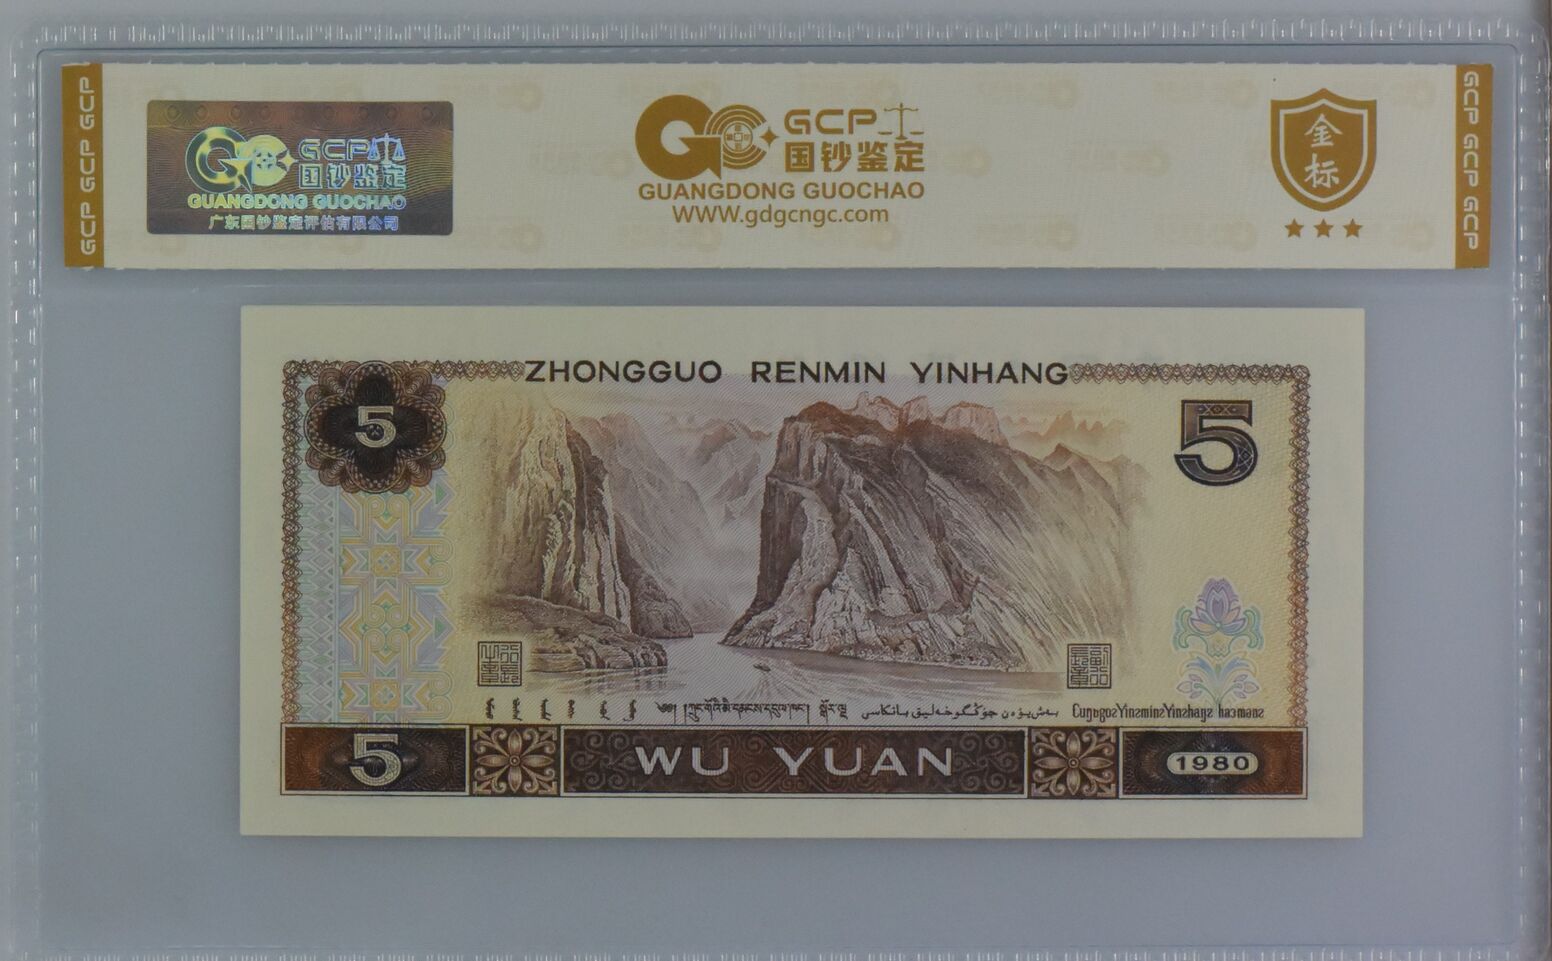 GCP GCP GCP
GCP
国钞鉴定
GUANGDONG GUOCHAO
广东国钞鉴定评估有限公司
GCP
国钞鉴定
GUANGDONG GUOCHAO
WWW.gdgcngc.com
金
标
GCP GCP GCP
ZHONGGUO RENMIN YINHANG
5
5
5
WU YUAN
1980